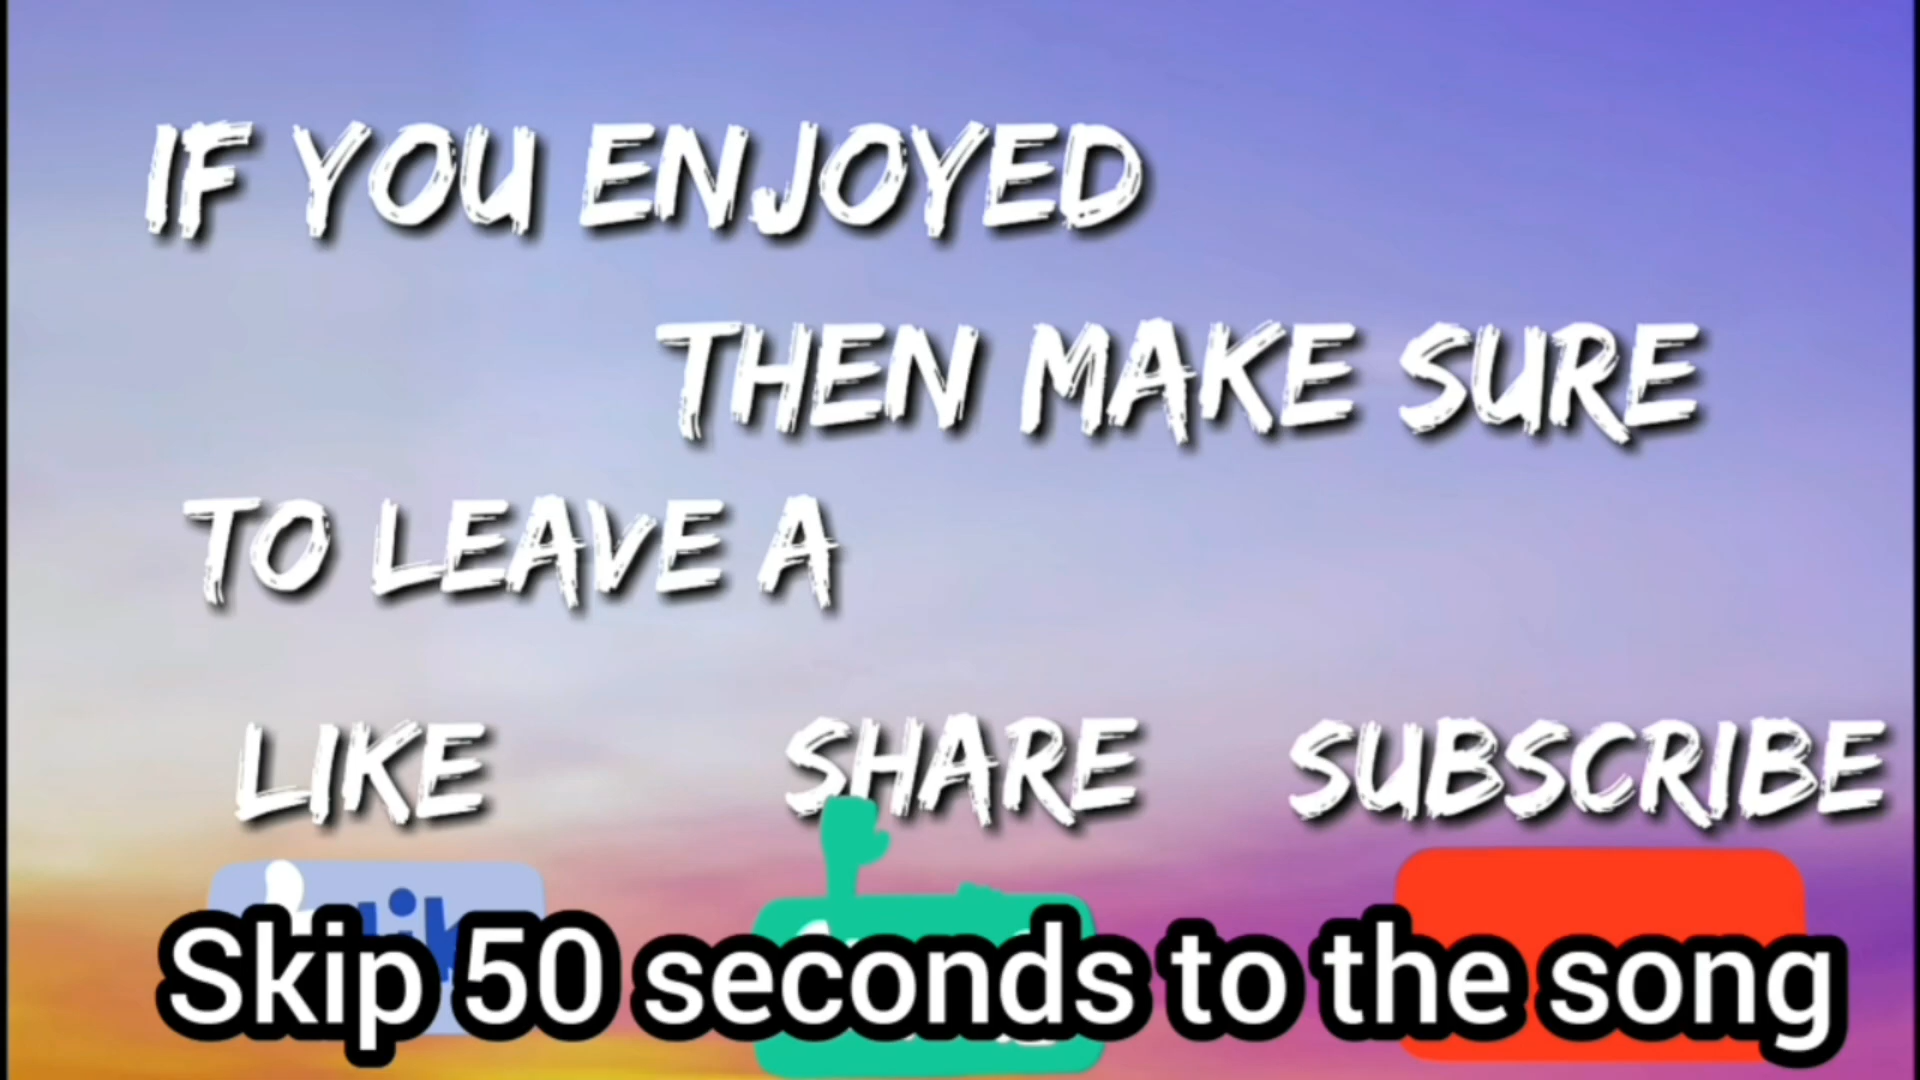 IF YOU ENJOYED
THEN MAKE SURE
TO LEAVE A
LIKE SHARE SUBSCRIBE
Skip 50 seconds to the song